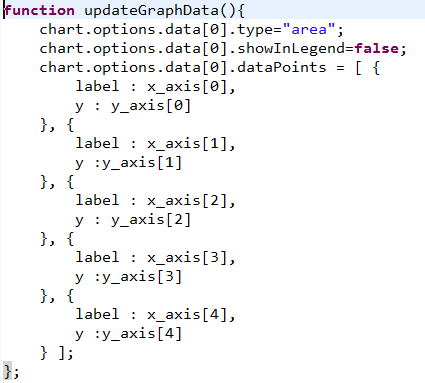 function updateGraphData(){
    chart.options.data[0].type="area";
    chart.options.data[0].showInLegend=false;
    chart.options.data[0].dataPoints = [ {
        label : x_axis[0],
        y : y_axis[0]
    }, {
        label : x_axis[1],
        y :y_axis[1]
    }, {
        label : x_axis[2],
        y : y_axis[2]
    }, {
        label : x_axis[3],
        y :y_axis[3]
    }, {
        label : x_axis[4],
        y :y_axis[4]
    } ];
};